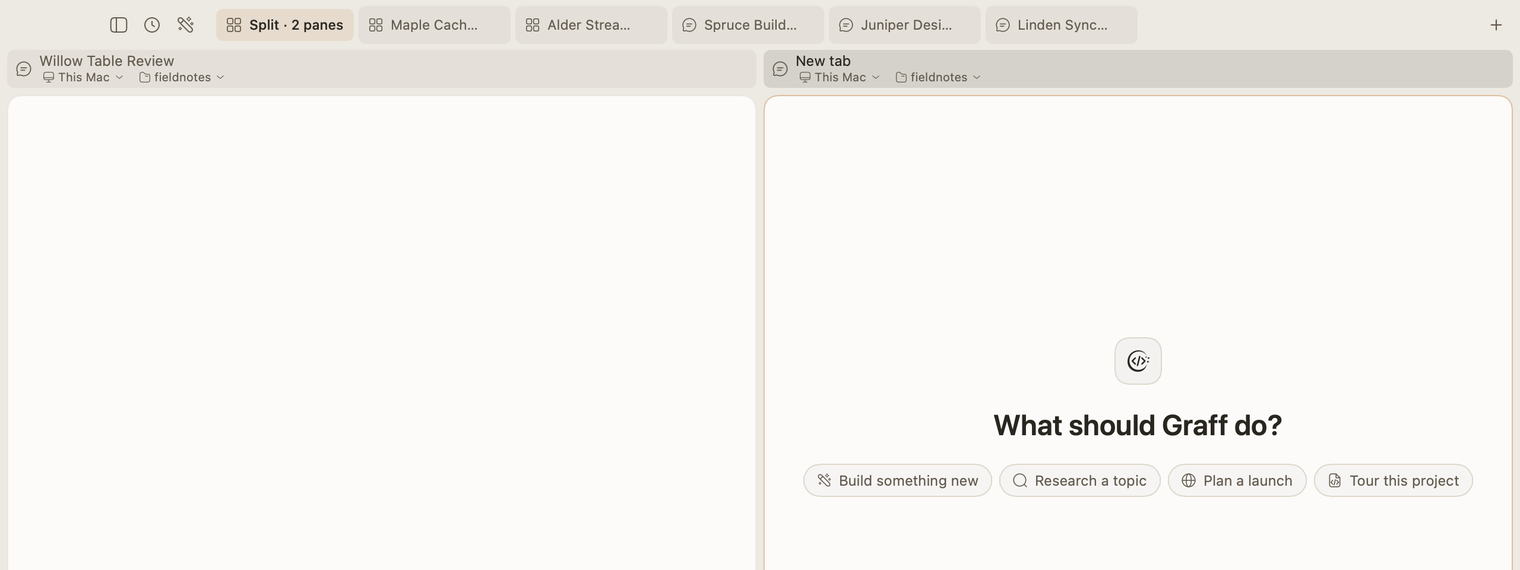 Split · 2 panes
Maple Cach...
Alder Strea...
Spruce Build...
Juniper Desi...
Linden Sync...
Willow Table Review
This Mac
fieldnotes
New tab
This Mac
fieldnotes
What should Graff do?
Build something new
Research a topic
Plan a launch
Tour this project